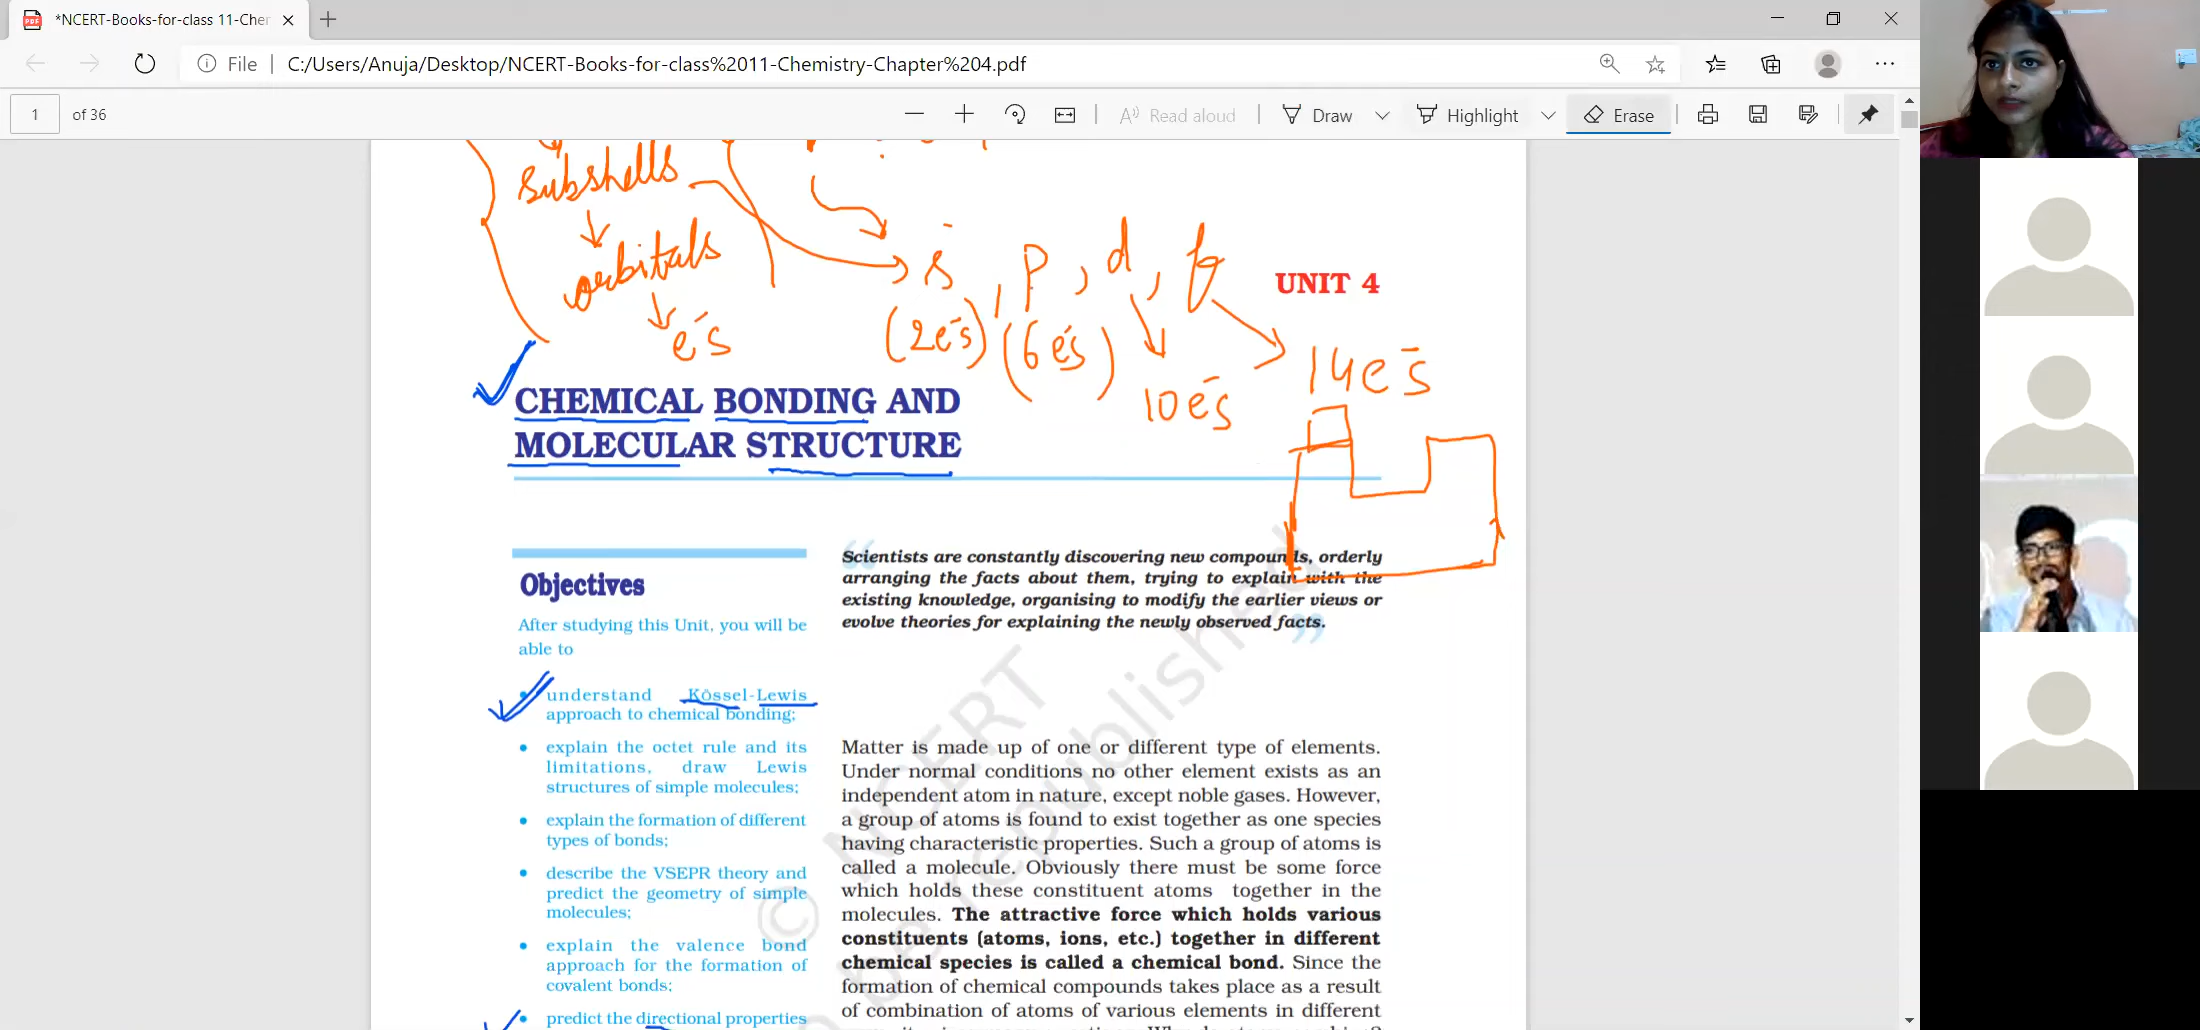 *NCERT-Books-for-class 11-Cher
File
C:/Users/Anuja/Desktop/NCERT-Books-for-class%2011-Chemistry-Chapter%204.pdf
1 of 36
Read aloud
Draw
Highlight
Erase
subshells
orbitals
e⁻s
s, p, d, f
(2e⁻s) (6e⁻s)
10e⁻s
14e⁻s
UNIT 4
CHEMICAL BONDING AND
MOLECULAR STRUCTURE
Objectives
After studying this Unit, you will be
able to
• understand Kössel-Lewis
approach to chemical bonding;
• explain the octet rule and its
limitations, draw Lewis
structures of simple molecules;
• explain the formation of different
types of bonds;
• describe the VSEPR theory and
predict the geometry of simple
molecules;
• explain the valence bond
approach for the formation of
covalent bonds;
• predict the directional properties
“
Scientists are constantly discovering new compounds, orderly
arranging the facts about them, trying to explain with the
existing knowledge, organising to modify the earlier views or
evolve theories for explaining the newly observed facts.
”
Matter is made up of one or different type of elements.
Under normal conditions no other element exists as an
independent atom in nature, except noble gases. However,
a group of atoms is found to exist together as one species
having characteristic properties. Such a group of atoms is
called a molecule. Obviously there must be some force
which holds these constituent atoms together in the
molecules. The attractive force which holds various
constituents (atoms, ions, etc.) together in different
chemical species is called a chemical bond. Since the
formation of chemical compounds takes place as a result
of combination of atoms of various elements in different
© NCERT
be republished